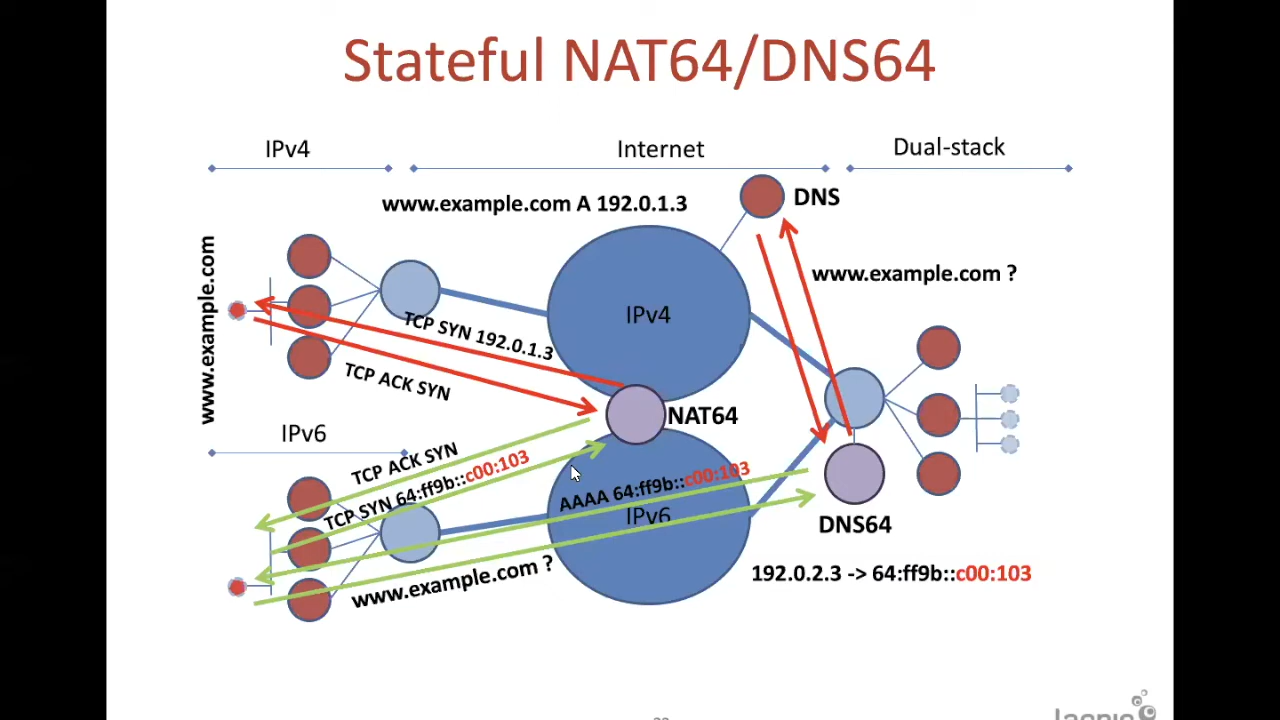 Stateful NAT64/DNS64
IPv4
Internet
Dual-stack
www.example.com A 192.0.1.3
DNS
www.example.com ?
www.example.com
IPv4
TCP SYN 192.0.1.3
TCP ACK SYN
NAT64
IPv6
TCP ACK SYN
TCP SYN 64:ff9b::c00:103
AAAA 64:ff9b::c00:103
IPv6
DNS64
www.example.com ?
192.0.2.3 -> 64:ff9b::c00:103